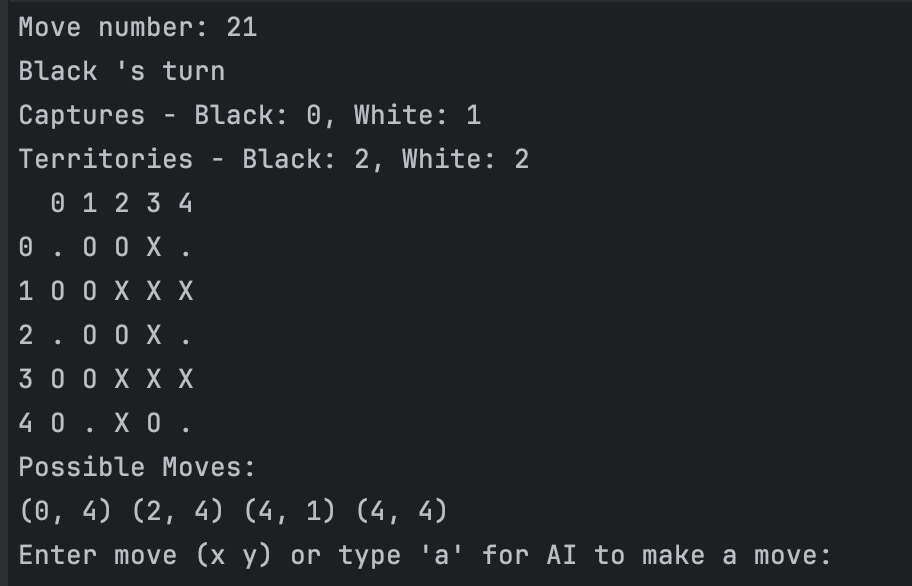 Move number: 21
Black 's turn
Captures - Black: 0, White: 1
Territories - Black: 2, White: 2
  0 1 2 3 4
0 . O O X .
1 O O X X X
2 . O O X .
3 O O X X X
4 O . X O .
Possible Moves:
(0, 4) (2, 4) (4, 1) (4, 4)
Enter move (x y) or type 'a' for AI to make a move: